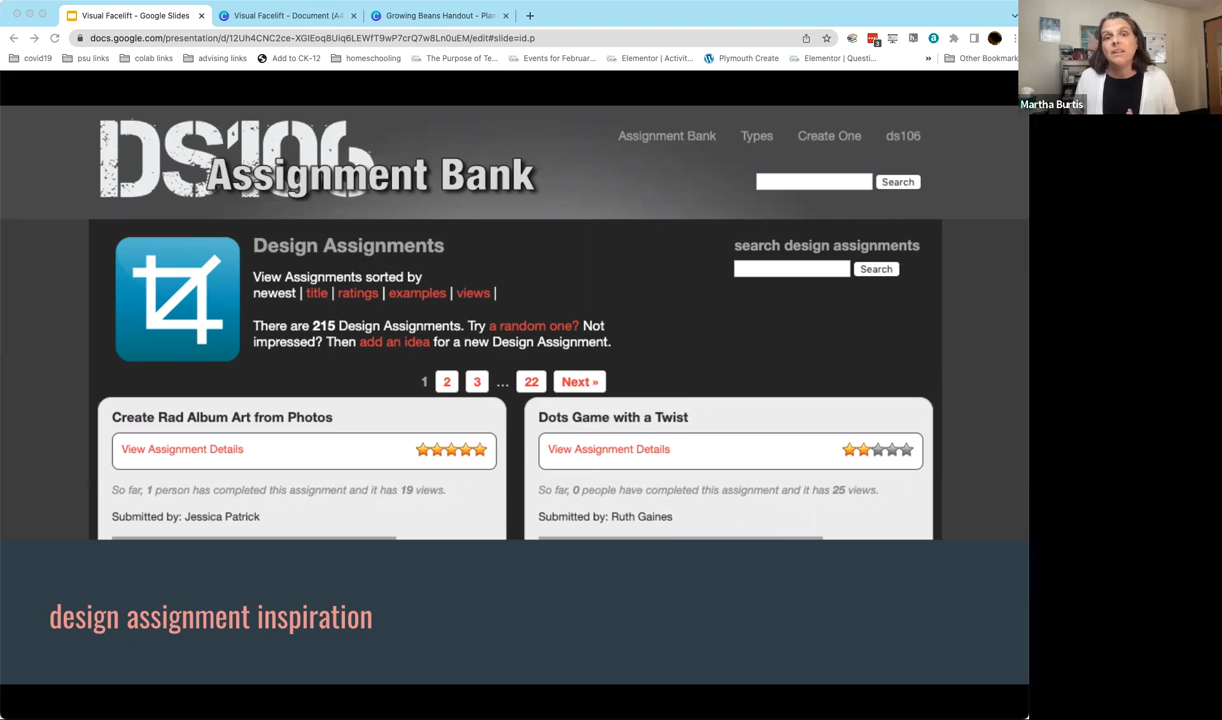 Visual Facelift - Google Slides
Visual Facelift - Document (A4
Growing Beans Handout - Plan
docs.google.com/presentation/d/12Uh4CNC2ce-XGIEoq8Uiq6LEWfT9wP7crQ7w8Ln0uEM/edit#slide=id.p
covid19
psu links
colab links
advising links
Add to CK-12
homeschooling
The Purpose of Te...
Events for Februar...
Elementor | Activit...
Plymouth Create
Elementor | Questi...
»
Other Bookmark
Martha Burtis
DS106
Assignment Bank
Assignment Bank Types Create One ds106
Search
Design Assignments
View Assignments sorted by
newest | title | ratings | examples | views |
There are 215 Design Assignments. Try a random one? Not
impressed? Then add an idea for a new Design Assignment.
search design assignments
Search
1 2 3 ... 22 Next »
Create Rad Album Art from Photos
View Assignment Details
So far, 1 person has completed this assignment and it has 19 views.
Submitted by: Jessica Patrick
Dots Game with a Twist
View Assignment Details
So far, 0 people have completed this assignment and it has 25 views.
Submitted by: Ruth Gaines
design assignment inspiration